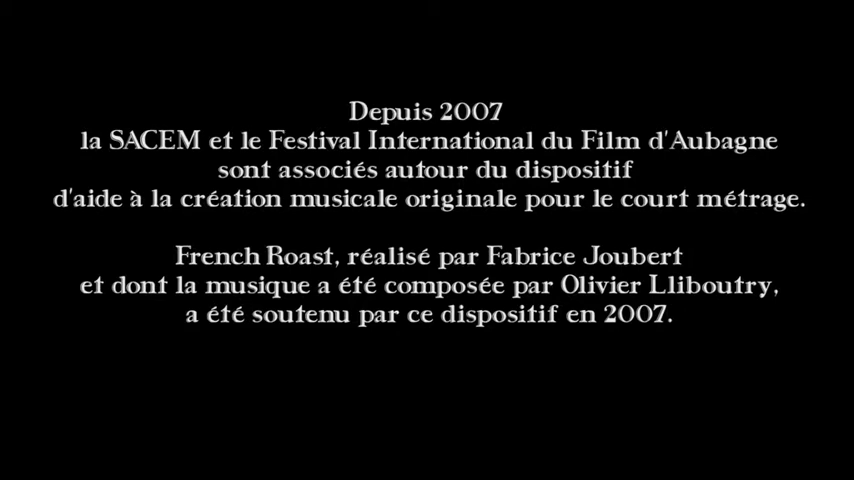 Depuis 2007
la SACEM et le Festival International du Film d'Aubagne
sont associés autour du dispositif
d'aide à la création musicale originale pour le court métrage.
French Roast, réalisé par Fabrice Joubert
et dont la musique a été composée par Olivier Lliboutry,
a été soutenu par ce dispositif en 2007.